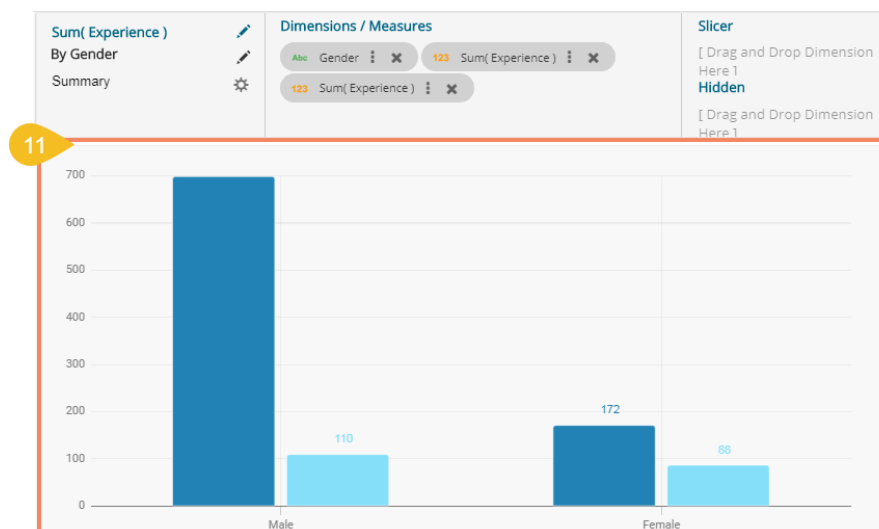 Sum( Experience )
By Gender
Summary
Dimensions / Measures
Abc Gender
123 Sum( Experience )
123 Sum( Experience )
Slicer
[ Drag and Drop Dimension
Here ]
Hidden
[ Drag and Drop Dimension
Here ]
11
700
600
500
400
300
200
100
0
110
172
88
Male
Female